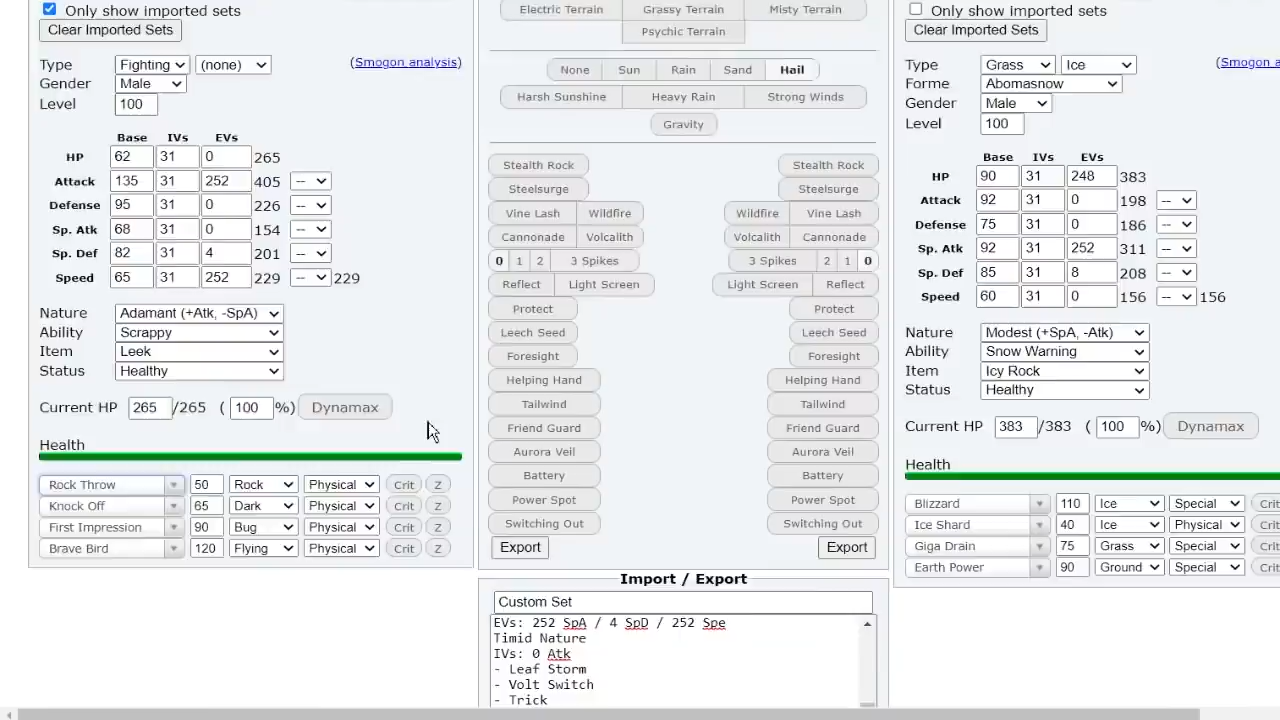 Only show imported sets
Clear Imported Sets
Type Fighting (none) (Smogon analysis)
Gender Male
Level 100
Base IVs EVs
HP 62 31 0 265
Attack 135 31 252 405 --
Defense 95 31 0 226 --
Sp. Atk 68 31 0 154 --
Sp. Def 82 31 4 201 --
Speed 65 31 252 229 -- 229
Nature Adamant (+Atk, -SpA)
Ability Scrappy
Item Leek
Status Healthy
Current HP 265 /265 ( 100 %) Dynamax
Health
Rock Throw 50 Rock Physical Crit Z
Knock Off 65 Dark Physical Crit Z
First Impression 90 Bug Physical Crit Z
Brave Bird 120 Flying Physical Crit Z
Electric Terrain Grassy Terrain Misty Terrain
Psychic Terrain
None Sun Rain Sand Hail
Harsh Sunshine Heavy Rain Strong Winds
Gravity
Stealth Rock Stealth Rock
Steelsurge Steelsurge
Vine Lash Wildfire Wildfire Vine Lash
Cannonade Volcalith Volcalith Cannonade
0 1 2 3 Spikes 3 Spikes 2 1 0
Reflect Light Screen Light Screen Reflect
Protect Protect
Leech Seed Leech Seed
Foresight Foresight
Helping Hand Helping Hand
Tailwind Tailwind
Friend Guard Friend Guard
Aurora Veil Aurora Veil
Battery Battery
Power Spot Power Spot
Switching Out Switching Out
Export Export
Import / Export
Custom Set
EVs: 252 SpA / 4 SpD / 252 Spe
Timid Nature
IVs: 0 Atk
- Leaf Storm
- Volt Switch
- Trick
Only show imported sets
Clear Imported Sets
Type Grass Ice (Smogon a
Forme Abomasnow
Gender Male
Level 100
Base IVs EVs
HP 90 31 248 383
Attack 92 31 0 198 --
Defense 75 31 0 186 --
Sp. Atk 92 31 252 311 --
Sp. Def 85 31 8 208 --
Speed 60 31 0 156 -- 156
Nature Modest (+SpA, -Atk)
Ability Snow Warning
Item Icy Rock
Status Healthy
Current HP 383 /383 ( 100 %) Dynamax
Health
Blizzard 110 Ice Special Crit
Ice Shard 40 Ice Physical Crit
Giga Drain 75 Grass Special Crit
Earth Power 90 Ground Special Crit